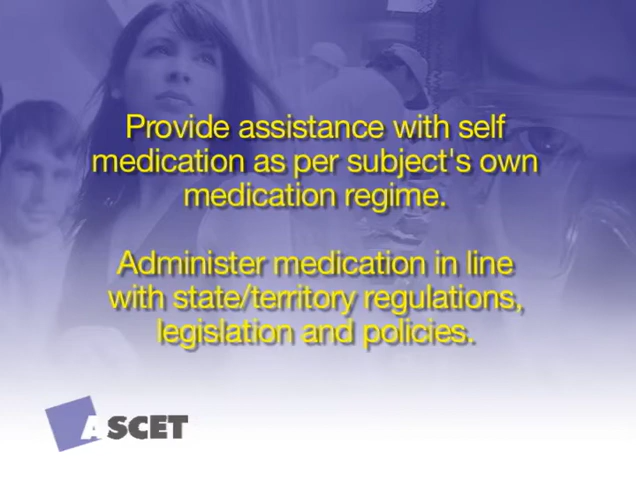 Provide assistance with self
medication as per subject's own
medication regime.
Administer medication in line
with state/territory regulations,
legislation and policies.
ASCET